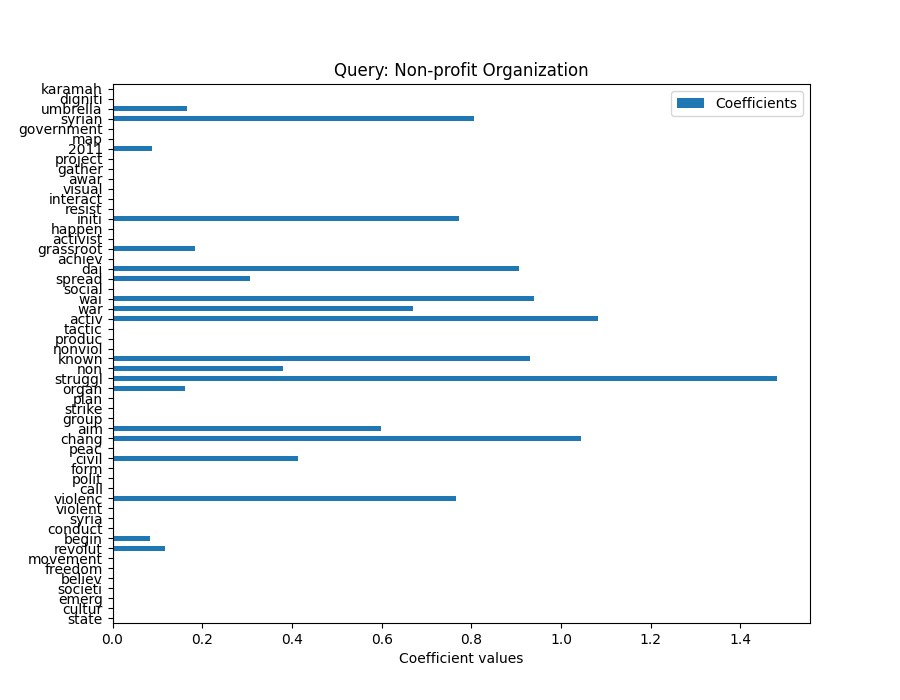 Query: Non-profit Organization
Coefficients
karamah
digniti
umbrella
syrian
government
map
2011
project
gather
awar
visual
interact
resist
initi
happen
activist
grassroot
achiev
dai
spread
social
wai
war
activ
tactic
produc
nonviol
known
non
struggl
organ
plan
strike
group
aim
chang
peac
civil
form
polit
call
violenc
violent
syria
conduct
begin
revolut
movement
freedom
believ
societi
emerg
cultur
state
0.0 0.2 0.4 0.6 0.8 1.0 1.2 1.4
Coefficient values